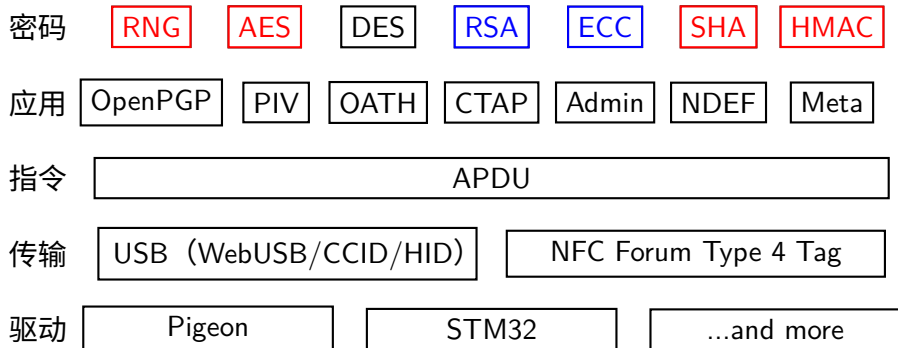 密码 RNG AES DES RSA ECC SHA HMAC
应用 OpenPGP PIV OATH CTAP Admin NDEF Meta
指令 APDU
传输 USB（WebUSB/CCID/HID） NFC Forum Type 4 Tag
驱动 Pigeon STM32 ...and more